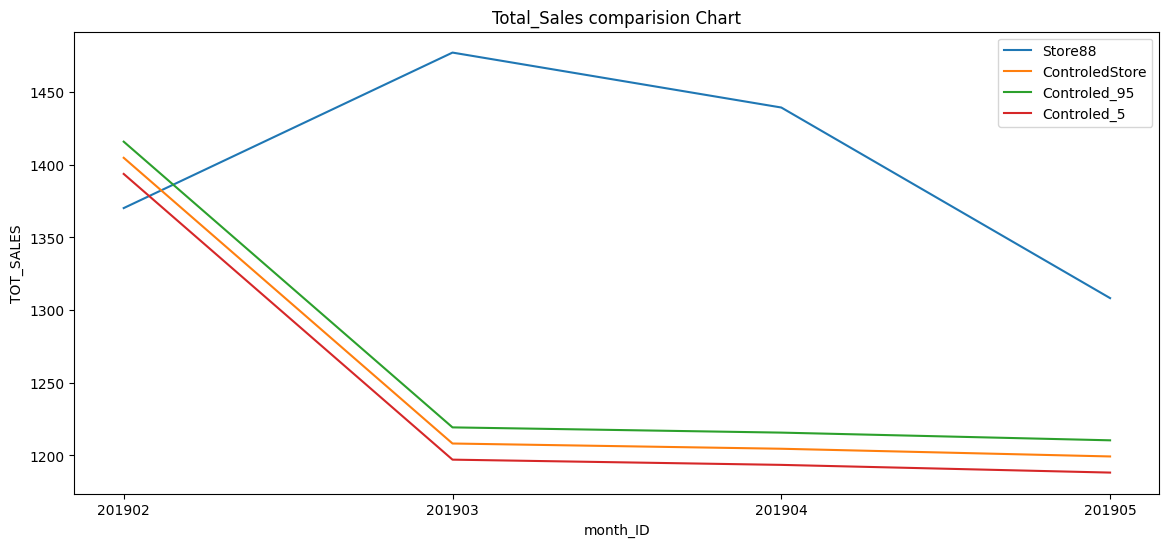 Total_Sales comparision Chart
Store88
ControledStore
Controled_95
Controled_5
TOT_SALES
1450
1400
1350
1300
1250
1200
201902 201903 201904 201905
month_ID